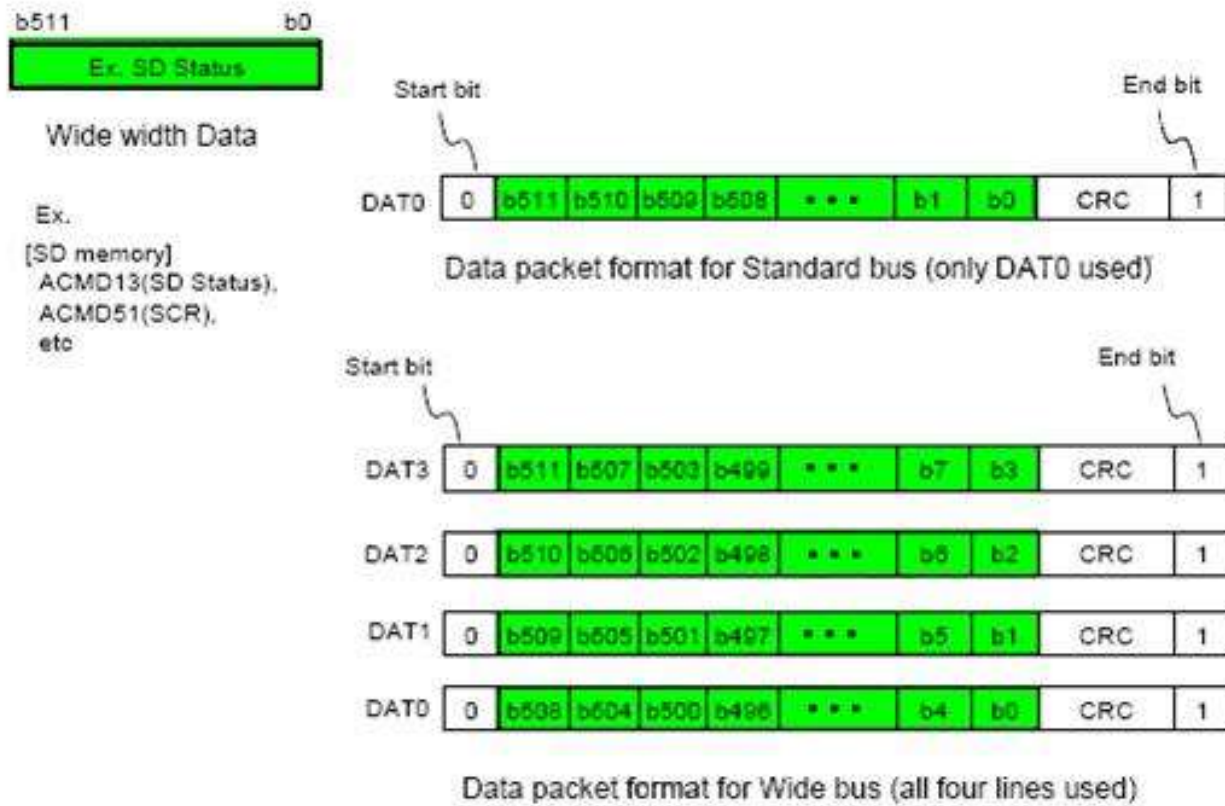 b511 b0
Ex. SD Status
Wide width Data
Ex.
[SD memory]
ACMD13(SD Status),
ACMD51(SCR),
etc
Start bit End bit
DAT0 0 b511 b510 b509 b508 • • • b1 b0 CRC 1
Data packet format for Standard bus (only DAT0 used)
Start bit End bit
DAT3 0 b511 b507 b503 b499 • • • b7 b3 CRC 1
DAT2 0 b510 b506 b502 b498 • • • b6 b2 CRC 1
DAT1 0 b509 b505 b501 b497 • • • b5 b1 CRC 1
DAT0 0 b508 b504 b500 b496 • • • b4 b0 CRC 1
Data packet format for Wide bus (all four lines used)